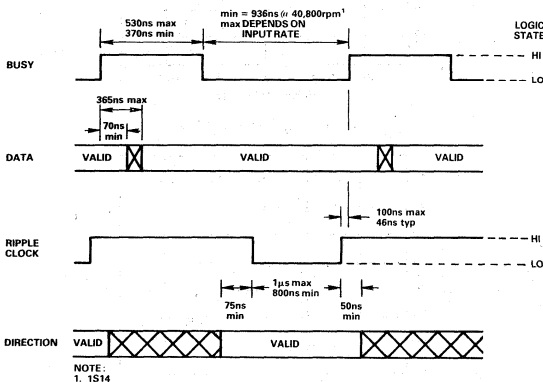 530ns max
370ns min
min = 936ns @ 40,800rpm¹
max DEPENDS ON
INPUT RATE
LOGIC
STATE
BUSY
HI
LO
365ns max
70ns
min
DATA
VALID
VALID
VALID
100ns max
46ns typ
RIPPLE
CLOCK
HI
LO
75ns
min
1μs max
800ns min
50ns
min
DIRECTION
VALID
VALID
NOTE:
1. 1S14